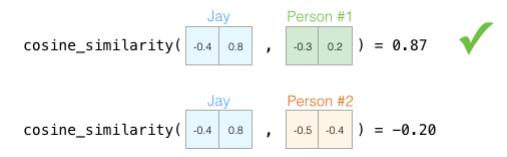 Jay Person #1
cosine_similarity( -0.4 0.8 , -0.3 0.2 ) = 0.87
Jay Person #2
cosine_similarity( -0.4 0.8 , -0.5 -0.4 ) = -0.20